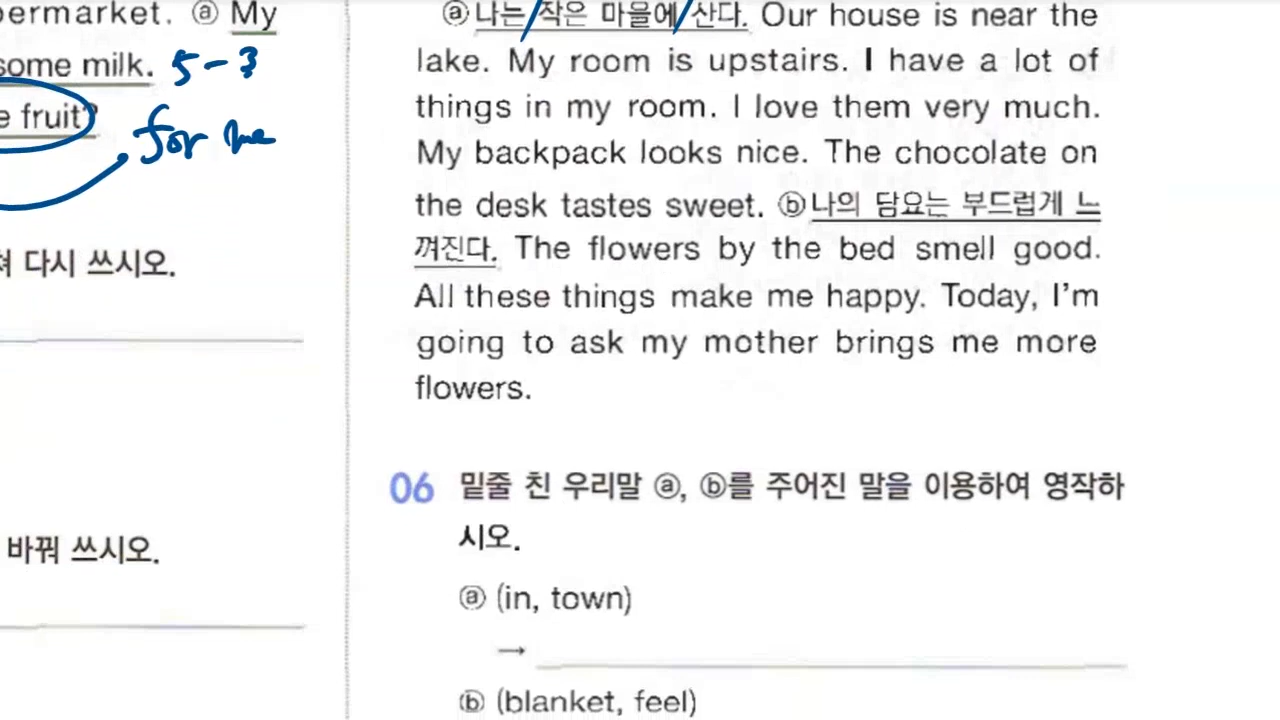 permarket. ⓐ My
some milk. 5-3
e fruit?
for me
다시 쓰시오.
바꿔 쓰시오.
ⓐ나는/작은 마을에/산다. Our house is near the
lake. My room is upstairs. I have a lot of
things in my room. I love them very much.
My backpack looks nice. The chocolate on
the desk tastes sweet. ⓑ나의 담요는 부드럽게 느
껴진다. The flowers by the bed smell good.
All these things make me happy. Today, I'm
going to ask my mother brings me more
flowers.
06 밑줄 친 우리말 ⓐ, ⓑ를 주어진 말을 이용하여 영작하
시오.
ⓐ (in, town)
→
ⓑ (blanket, feel)